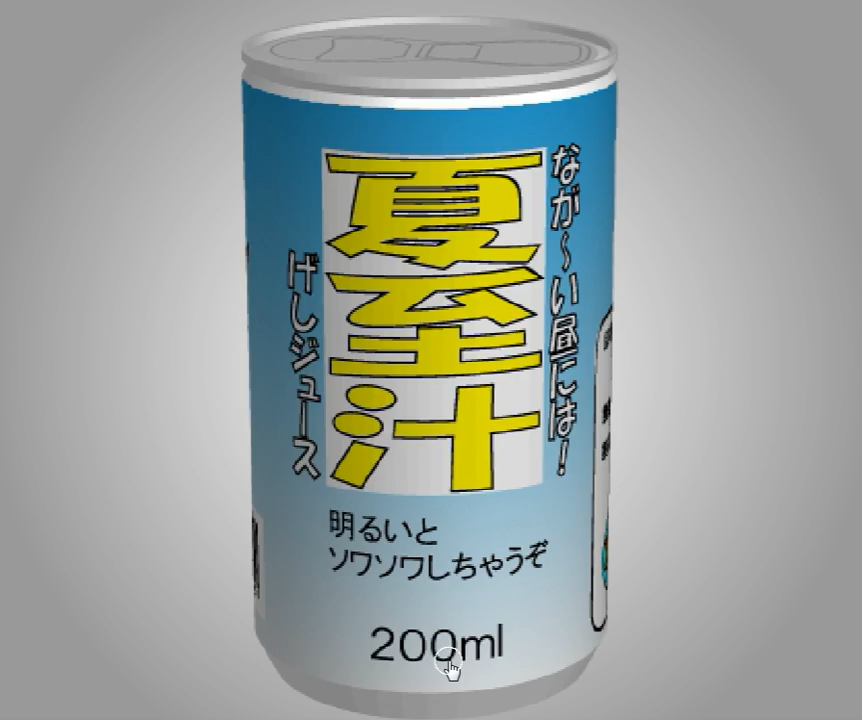 なが～い昼には!
夏至汁
げしジュース
明るいと
ソワソワしちゃうぞ
200ml